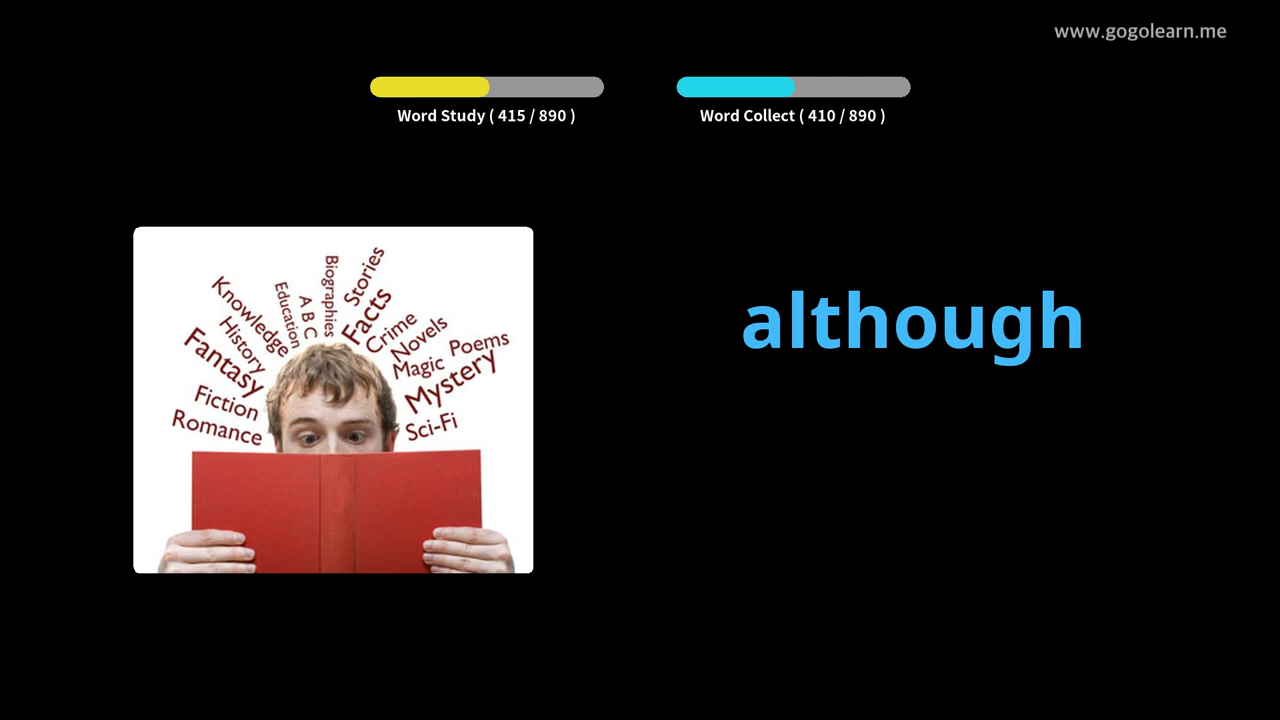 www.gogolearn.me
Word Study ( 415 / 890 )
Word Collect ( 410 / 890 )
Knowledge
History
Fantasy
Fiction
Romance
Education
A B C
Biographies
Stories
Facts
Crime
Novels
Magic
Poems
Mystery
Sci-Fi
although